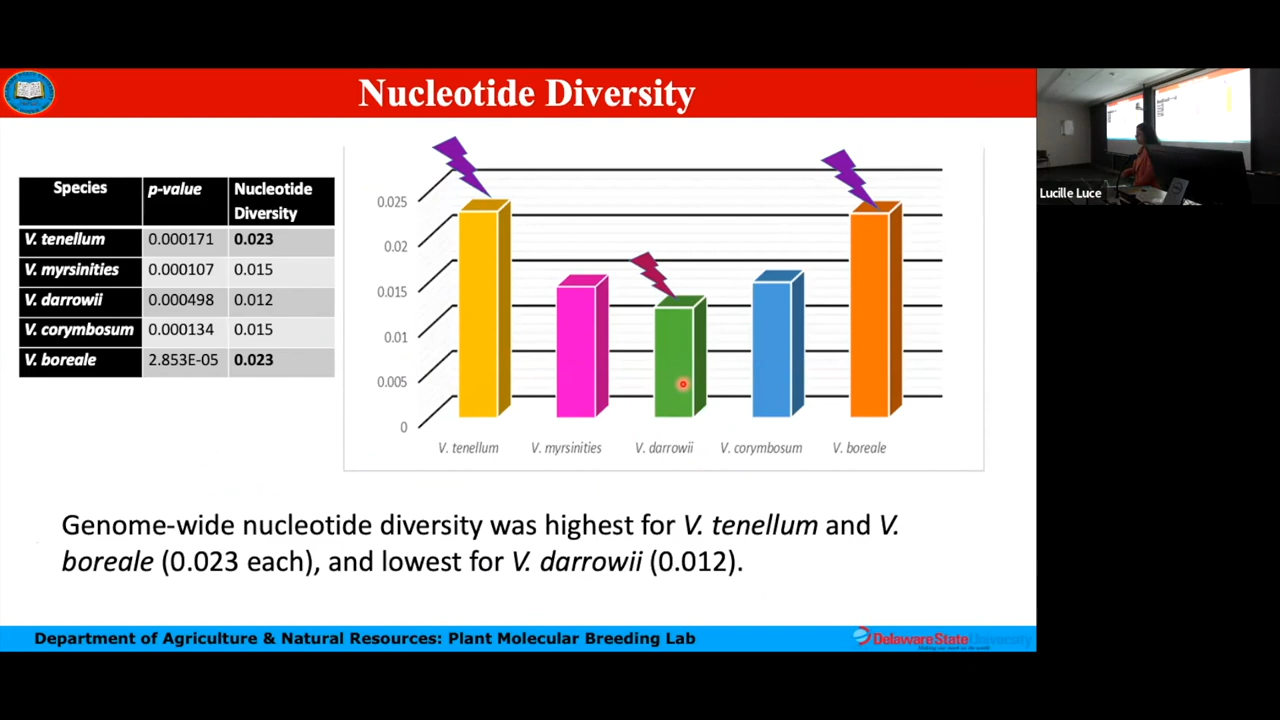 Nucleotide Diversity
Species p-value Nucleotide Diversity
V. tenellum 0.000171 0.023
V. myrsinities 0.000107 0.015
V. darrowii 0.000498 0.012
V. corymbosum 0.000134 0.015
V. boreale 2.853E-05 0.023
0.025
0.02
0.015
0.01
0.005
0
V. tenellum V. myrsinities V. darrowii V. corymbosum V. boreale
Genome-wide nucleotide diversity was highest for V. tenellum and V.
boreale (0.023 each), and lowest for V. darrowii (0.012).
Department of Agriculture & Natural Resources: Plant Molecular Breeding Lab
Delaware State University
Lucille Luce